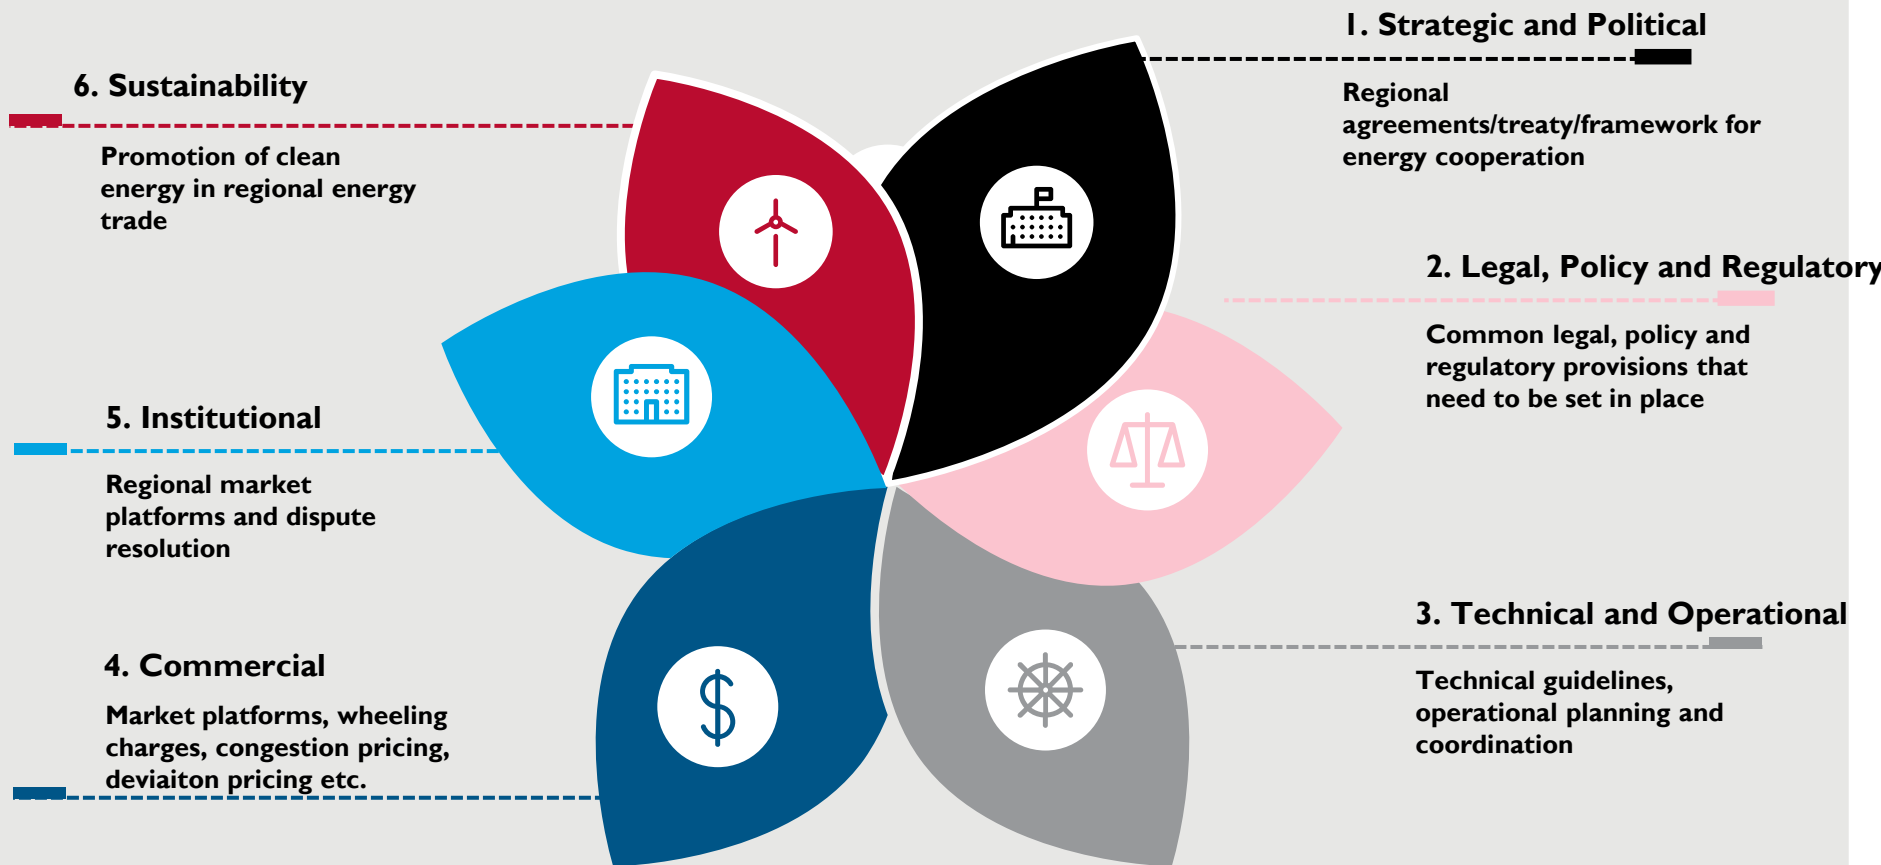 1. Strategic and Political
Regional
agreements/treaty/framework for
energy cooperation
2. Legal, Policy and Regulatory
Common legal, policy and
regulatory provisions that
need to be set in place
3. Technical and Operational
Technical guidelines,
operational planning and
coordination
4. Commercial
Market platforms, wheeling
charges, congestion pricing,
deviaiton pricing etc.
5. Institutional
Regional market
platforms and dispute
resolution
6. Sustainability
Promotion of clean
energy in regional energy
trade